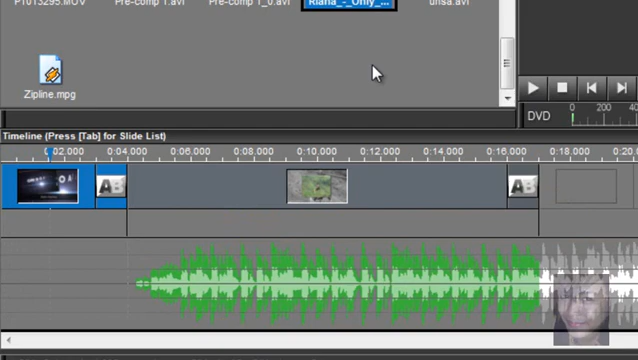 P1013295.MOV Pre-comp 1.avi Pre-comp 1_0.avi Riana_-_Only_... unsa.avi
Zipline.mpg
DVD 0 200 400
Timeline (Press [Tab] for Slide List)
0:02.000 0:04.000 0:06.000 0:08.000 0:10.000 0:12.000 0:14.000 0:16.000 0:18.000 0:20.
AB AB